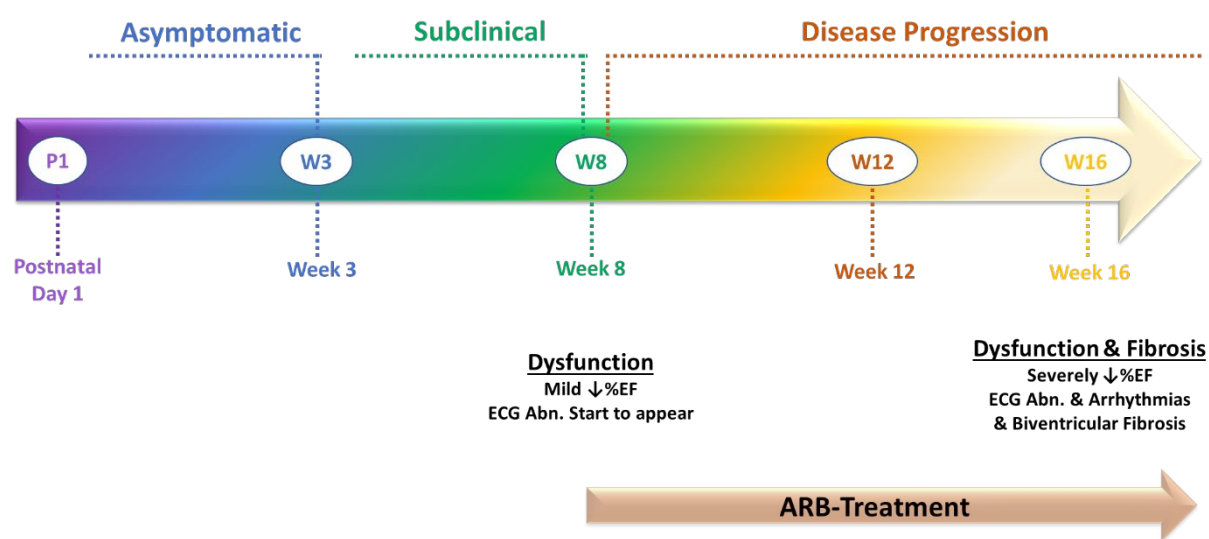 Asymptomatic
Subclinical
Disease Progression
P1
W3
W8
W12
W16
Postnatal
Day 1
Week 3
Week 8
Week 12
Week 16
Dysfunction
Mild ↓%EF
ECG Abn. Start to appear
Dysfunction & Fibrosis
Severely ↓%EF
ECG Abn. & Arrhythmias
& Biventricular Fibrosis
ARB-Treatment